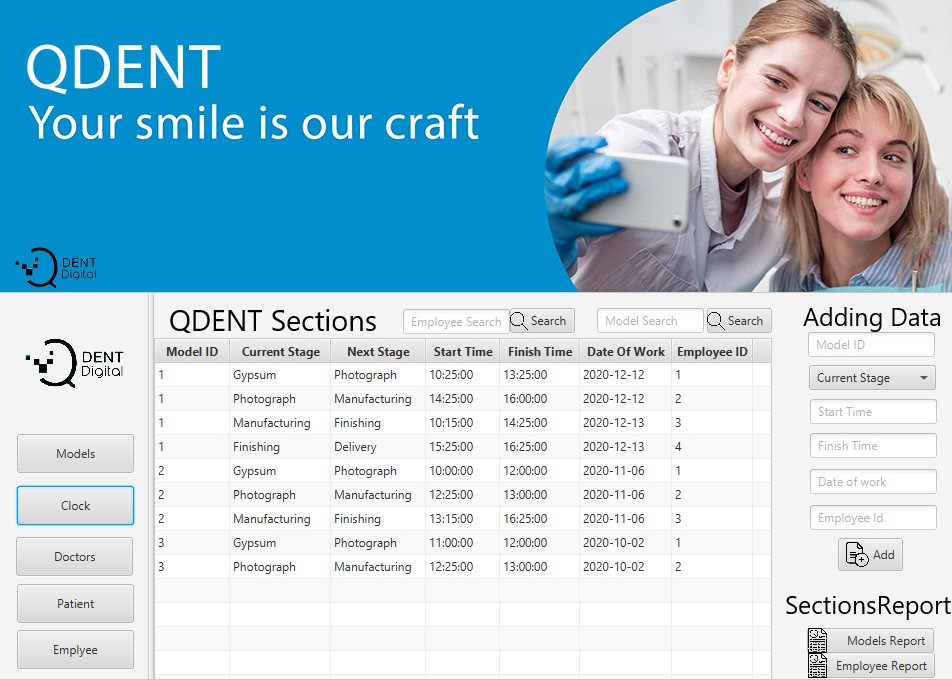 QDENT
Your smile is our craft
DENT
Digital
DENT
Digital
Models
Clock
Doctors
Patient
Emplyee
QDENT Sections
Employee Search
Search
Model Search
Search
Model ID Current Stage Next Stage Start Time Finish Time Date Of Work Employee ID
1 Gypsum Photograph 10:25:00 13:25:00 2020-12-12 1
1 Photograph Manufacturing 14:25:00 16:00:00 2020-12-12 2
1 Manufacturing Finishing 10:15:00 14:25:00 2020-12-13 3
1 Finishing Delivery 15:25:00 16:25:00 2020-12-13 4
2 Gypsum Photograph 10:00:00 12:00:00 2020-11-06 1
2 Photograph Manufacturing 12:25:00 13:00:00 2020-11-06 2
2 Manufacturing Finishing 13:15:00 16:25:00 2020-11-06 3
3 Gypsum Photograph 11:00:00 12:00:00 2020-10-02 1
3 Photograph Manufacturing 12:25:00 13:00:00 2020-10-02 2
Adding Data
Model ID
Current Stage
Start Time
Finish Time
Date of work
Employee Id
Add
SectionsReport
Models Report
Employee Report